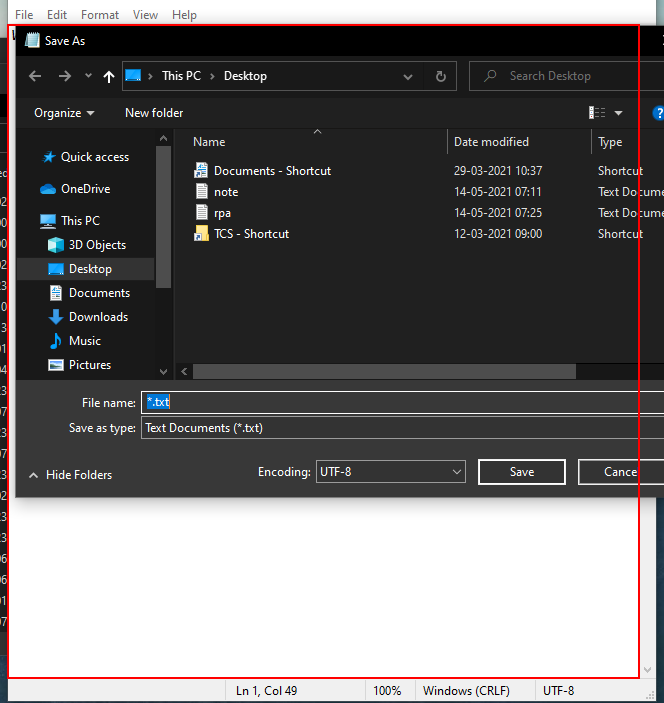 File Edit Format View Help
Save As
This PC Desktop
Search Desktop
Organize New folder
Name Date modified Type
Quick access
OneDrive
This PC
3D Objects
Desktop
Documents
Downloads
Music
Pictures
Documents - Shortcut 29-03-2021 10:37 Shortcut
note 14-05-2021 07:11 Text Docume
rpa 14-05-2021 07:25 Text Docume
TCS - Shortcut 12-03-2021 09:00 Shortcut
File name: *.txt
Save as type: Text Documents (*.txt)
Hide Folders Encoding: UTF-8 Save Cance
Ln 1, Col 49 100% Windows (CRLF) UTF-8